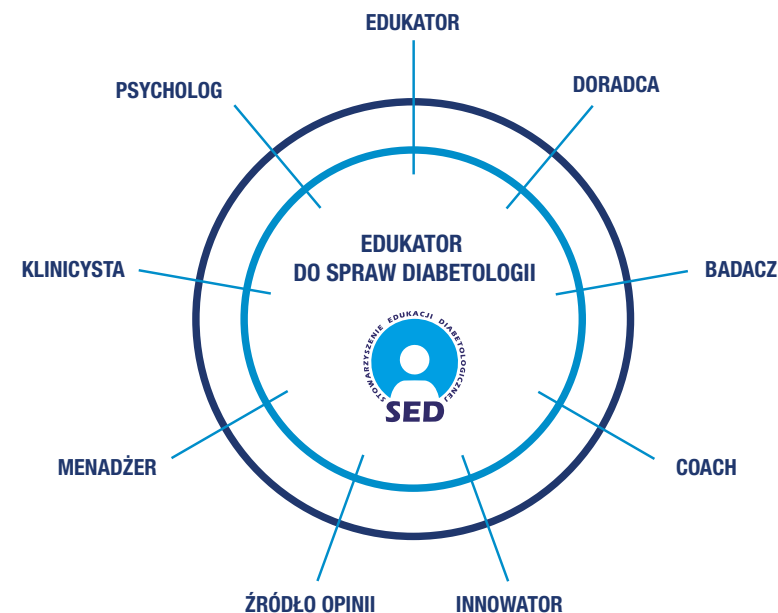 EDUKATOR
PSYCHOLOG
DORADCA
EDUKATOR
DO SPRAW DIABETOLOGII
KLINICYSTA
BADACZ
STOWARZYSZENIE EDUKACJI DIABETOLOGICZNEJ
SED
MENADŻER
COACH
ŹRÓDŁO OPINII
INNOWATOR